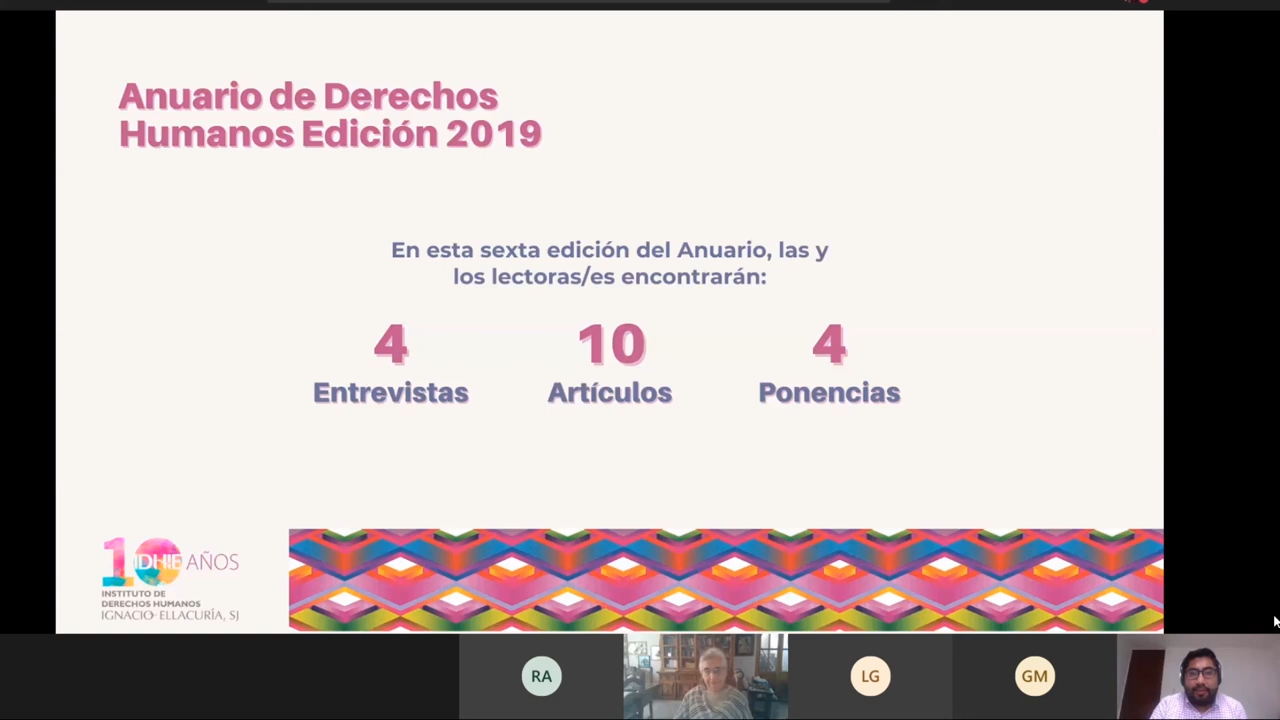 Anuario de Derechos
Humanos Edición 2019
En esta sexta edición del Anuario, las y
los lectoras/es encontrarán:
4
Entrevistas
10
Artículos
4
Ponencias
10 IDHIE AÑOS
INSTITUTO DE
DERECHOS HUMANOS
IGNACIO ELLACURÍA, SJ
RA
LG
GM